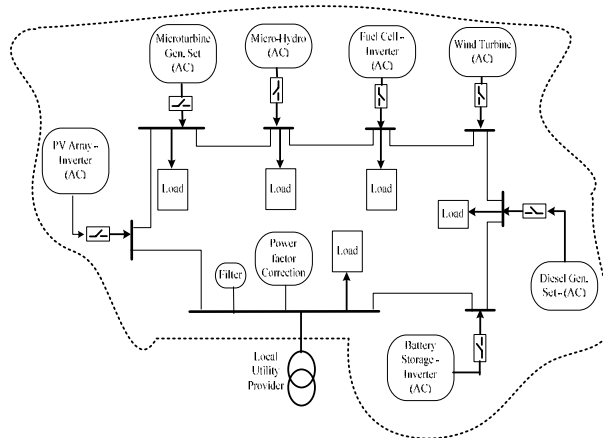 Microturbine
Gen. Set
(AC)
Micro-Hydro
(AC)
Fuel Cell -
Inverter
(AC)
Wind Turbine
(AC)
PV Array -
Inverter
(AC)
Load
Load
Load
Load
Load
Filter
Power
factor
Correction
Load
Diesel Gen.
Set - (AC)
Local
Utility
Provider
Battery
Storage -
Inverter
(AC)